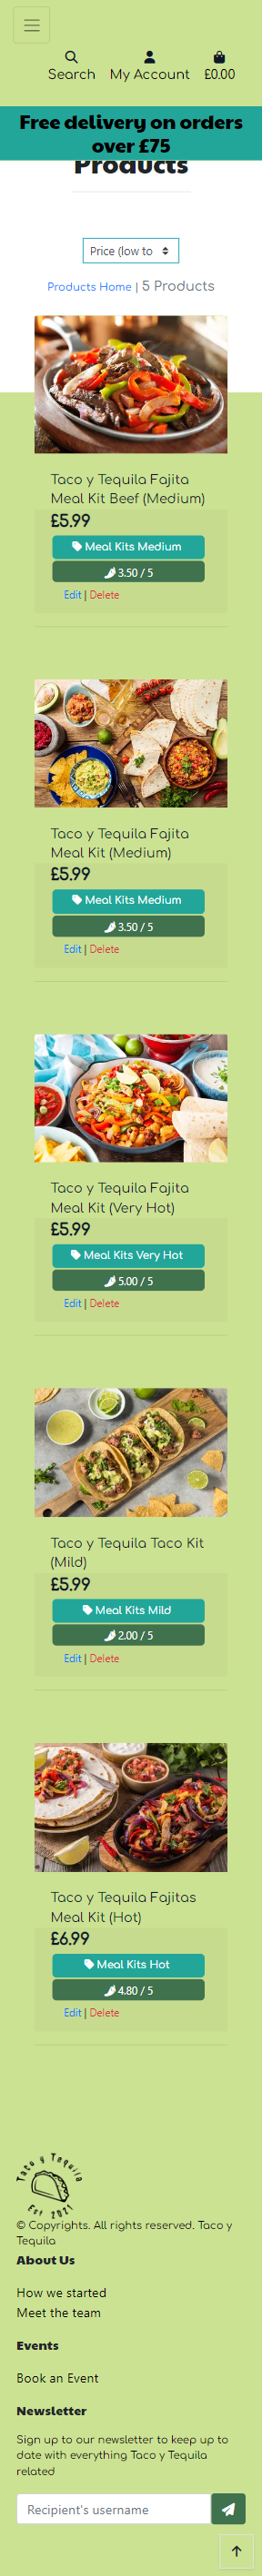 Search My Account £0.00
Free delivery on orders
over £75
Products
Price (low to
Products Home | 5 Products
Taco y Tequila Fajita
Meal Kit Beef (Medium)
£5.99
Meal Kits Medium
3.50 / 5
Edit | Delete
Taco y Tequila Fajita
Meal Kit (Medium)
£5.99
Meal Kits Medium
3.50 / 5
Edit | Delete
Taco y Tequila Fajita
Meal Kit (Very Hot)
£5.99
Meal Kits Very Hot
5.00 / 5
Edit | Delete
Taco y Tequila Taco Kit
(Mild)
£5.99
Meal Kits Mild
2.00 / 5
Edit | Delete
Taco y Tequila Fajitas
Meal Kit (Hot)
£6.99
Meal Kits Hot
4.80 / 5
Edit | Delete
Taco y Tequila
Est 2021
© Copyrights. All rights reserved. Taco y
Tequila
About Us
How we started
Meet the team
Events
Book an Event
Newsletter
Sign up to our newsletter to keep up to
date with everything Taco y Tequila
related
Recipient's username